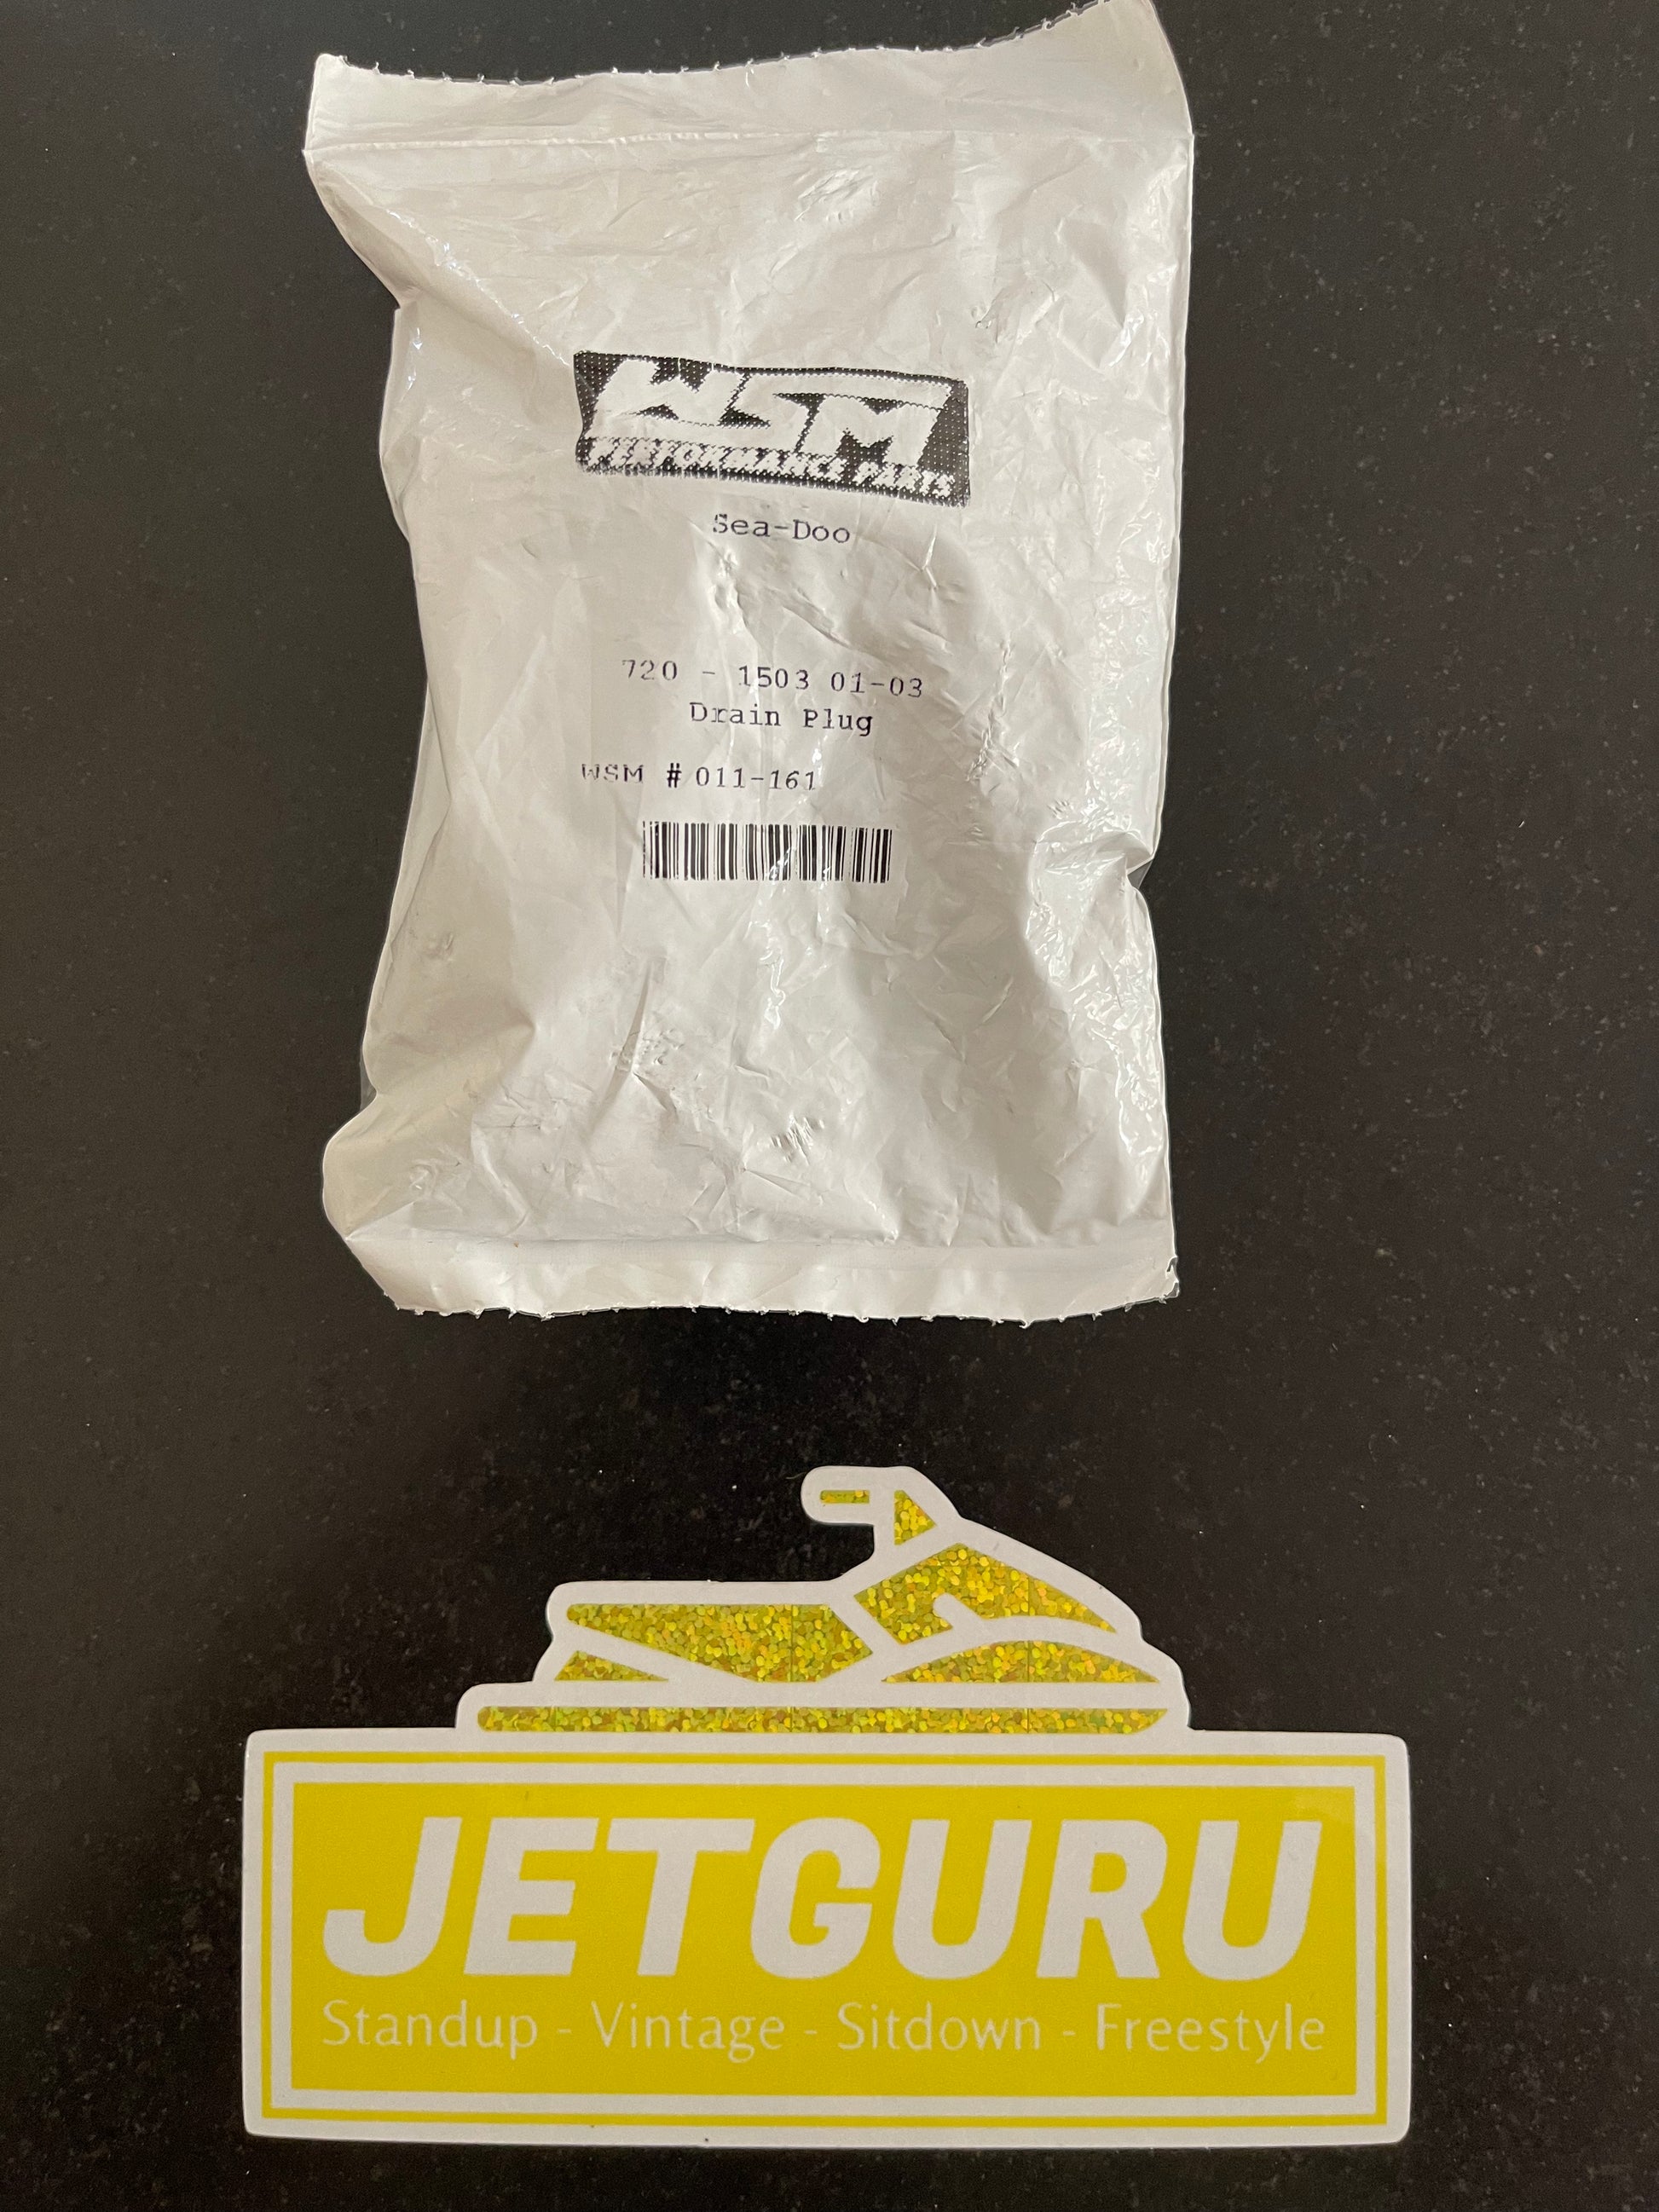 WSM
PERFORMANCE PARTS
Sea-Doo
720 - 1503 01-03
Drain Plug
WSM # 011-161
JETGURU
Standup - Vintage - Sitdown - Freestyle